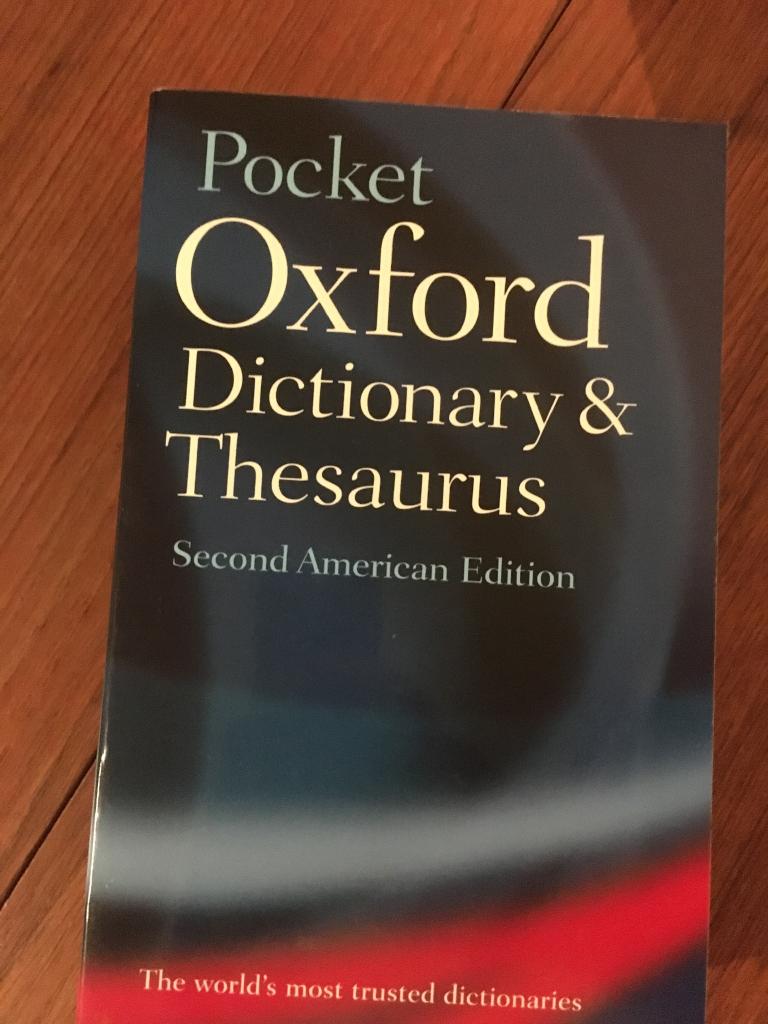 Pocket
Oxford
Dictionary &
Thesaurus
Second American Edition
The world's most trusted dictionaries